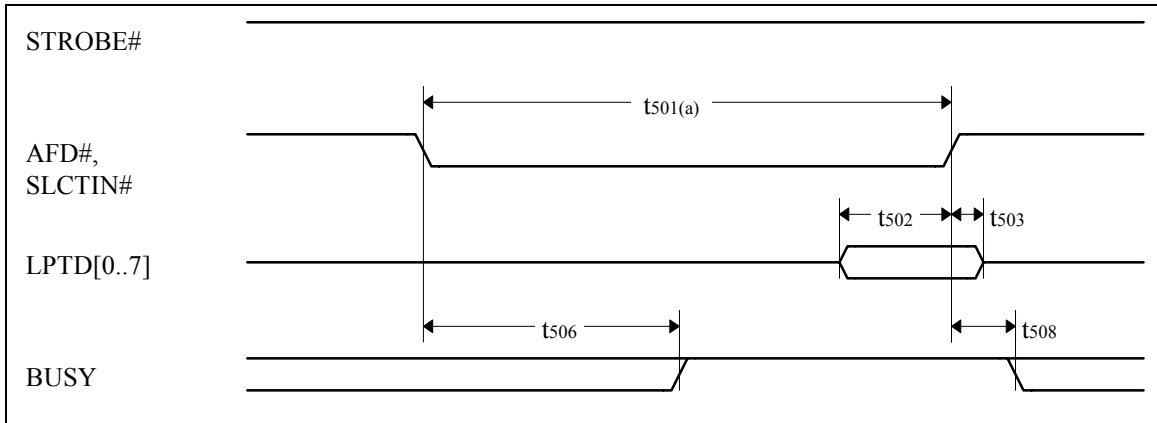 STROBE#
t501(a)
AFD#,
SLCTIN#
t502
t503
LPTD[0..7]
t506
t508
BUSY